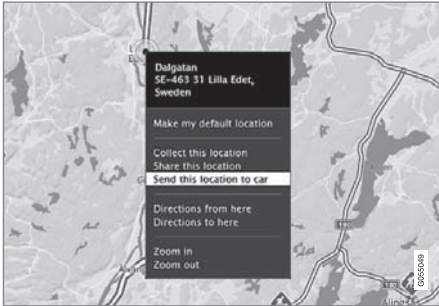 Dalgatan
SE-463 31 Lilla Edet,
Sweden
Make my default location
Collect this location
Share this location
Send this location to car
Directions from here
Directions to here
Zoom in
Zoom out
G055049